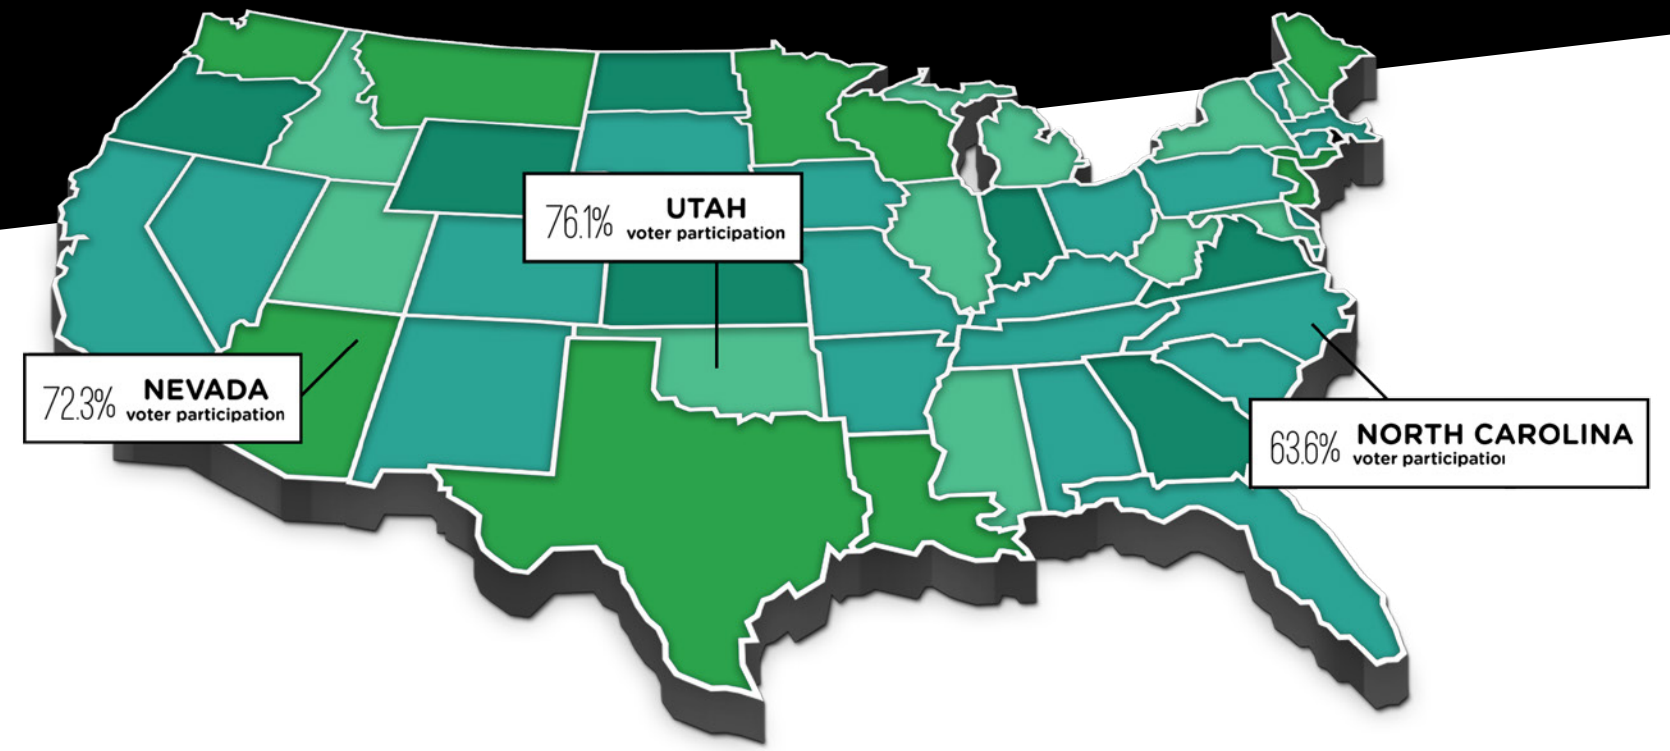 76.1%
UTAH
voter participation
72.3%
NEVADA
voter participation
63.6%
NORTH CAROLINA
voter participatio